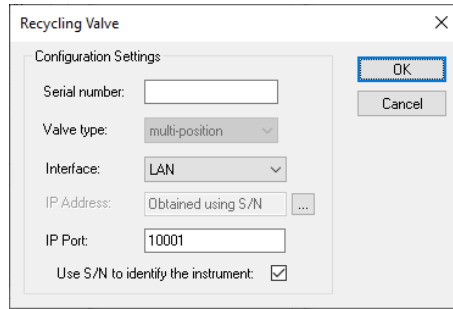 Recycling Valve
Configuration Settings
Serial number:
Valve type: multi-position
Interface: LAN
IP Address: Obtained using S/N ...
IP Port: 10001
Use S/N to identify the instrument:
OK
Cancel